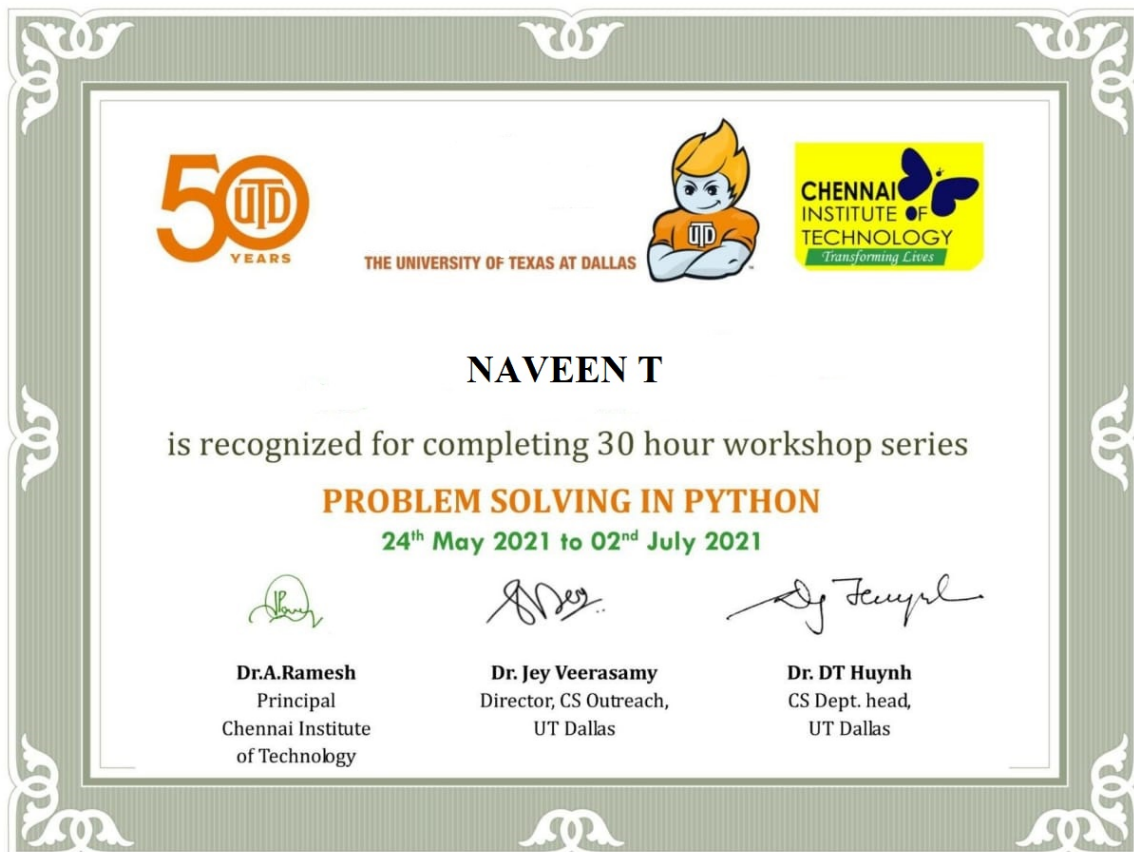 50 UTD
YEARS
THE UNIVERSITY OF TEXAS AT DALLAS
UTD
CHENNAI
INSTITUTE OF
TECHNOLOGY
Transforming Lives
NAVEEN T
is recognized for completing 30 hour workshop series
PROBLEM SOLVING IN PYTHON
24th May 2021 to 02nd July 2021
Dr.A.Ramesh
Principal
Chennai Institute
of Technology
Dr. Jey Veerasamy
Director, CS Outreach,
UT Dallas
Dr. DT Huynh
CS Dept. head,
UT Dallas